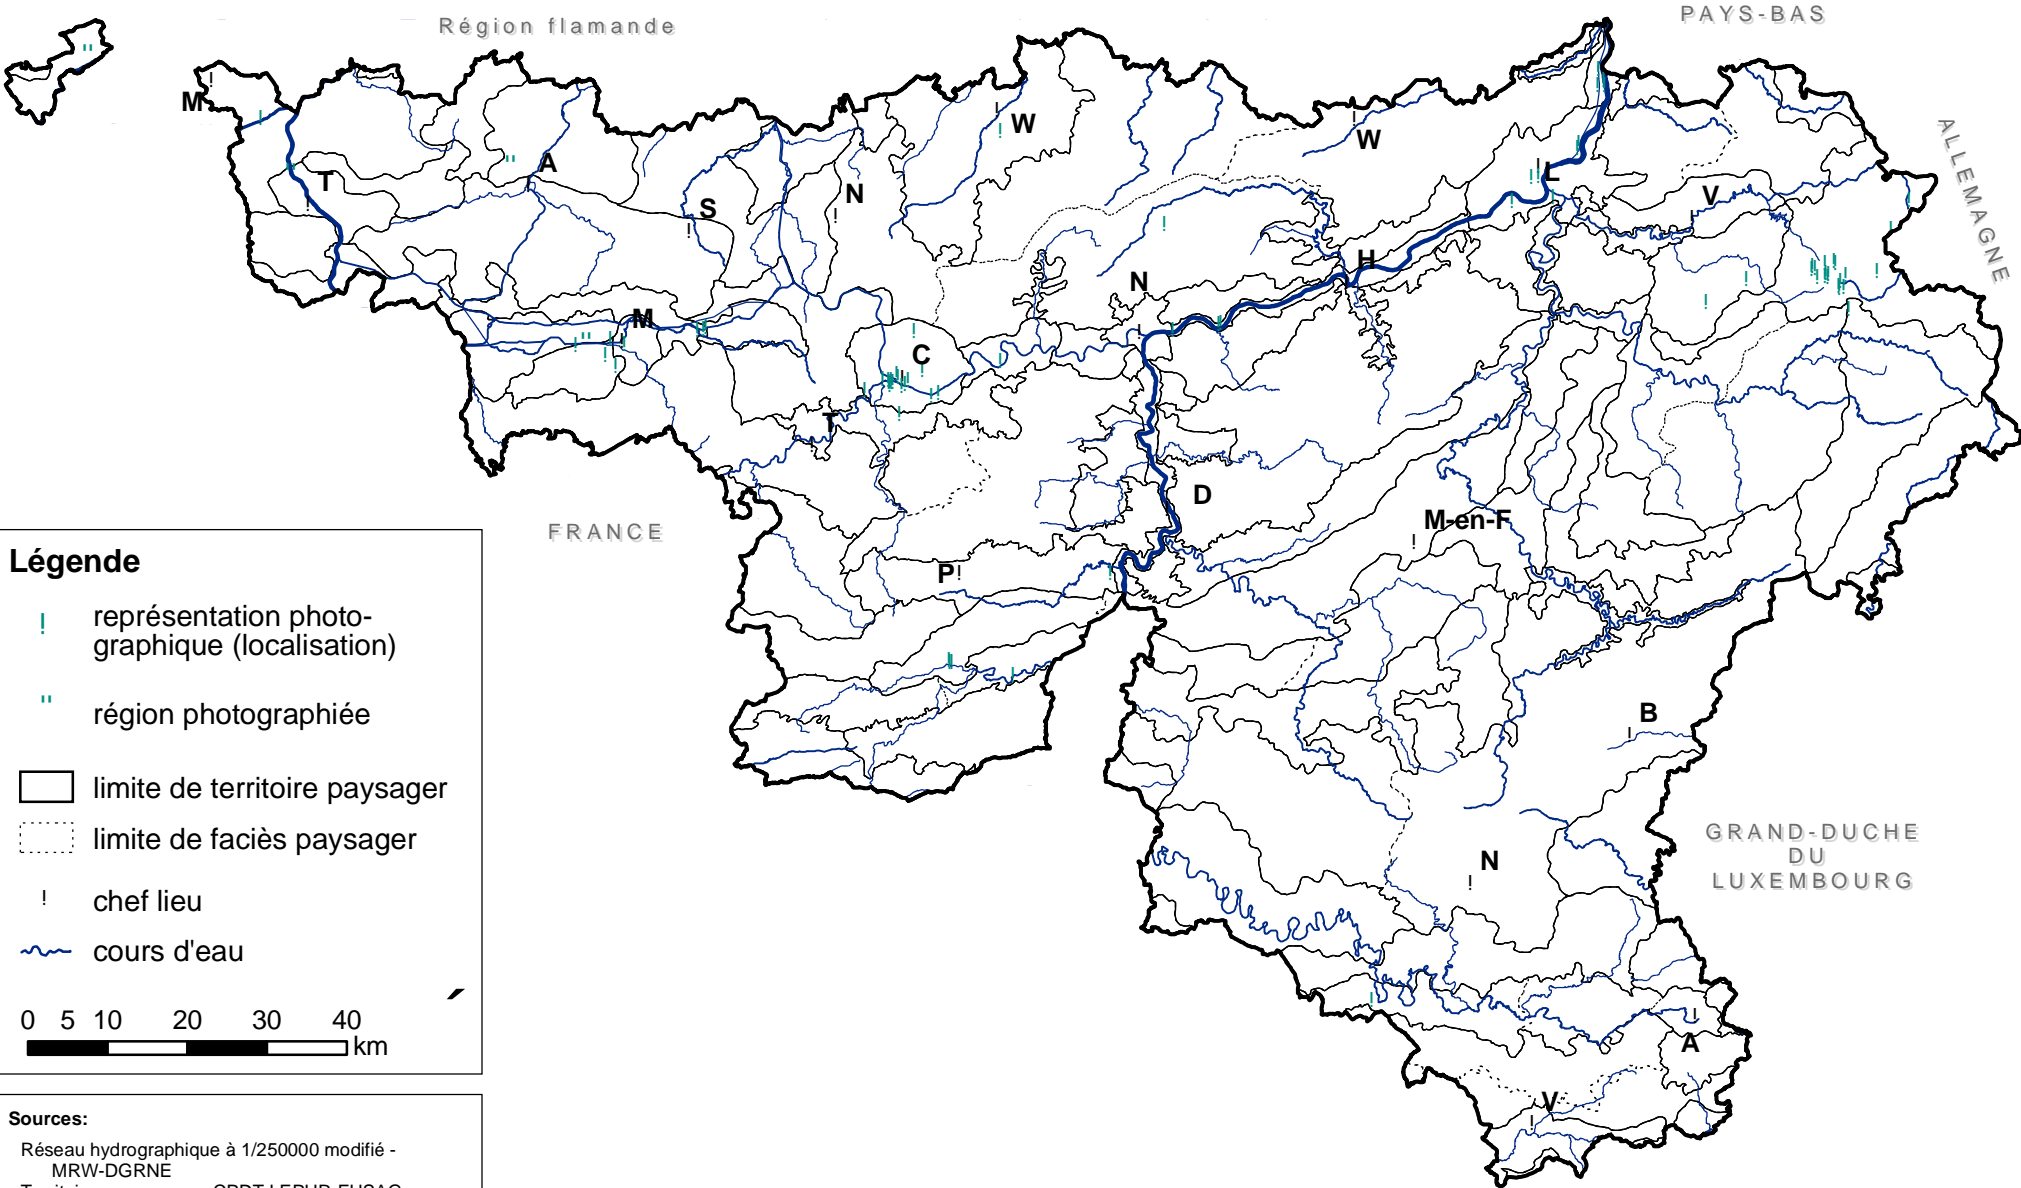 Région flamande
PAYS-BAS
ALLEMAGNE
M
T
A
S
N
W
W
L
V
H
N
M
C
T
D
M-en-F
P
B
N
A
V
FRANCE
GRAND-DUCHE
DU
LUXEMBOURG
Légende
! représentation photo-
graphique (localisation)
" région photographiée
limite de territoire paysager
limite de faciès paysager
! chef lieu
cours d'eau
0 5 10 20 30 40
km
Sources:
Réseau hydrographique à 1/250000 modifié -
MRW-DGRNE